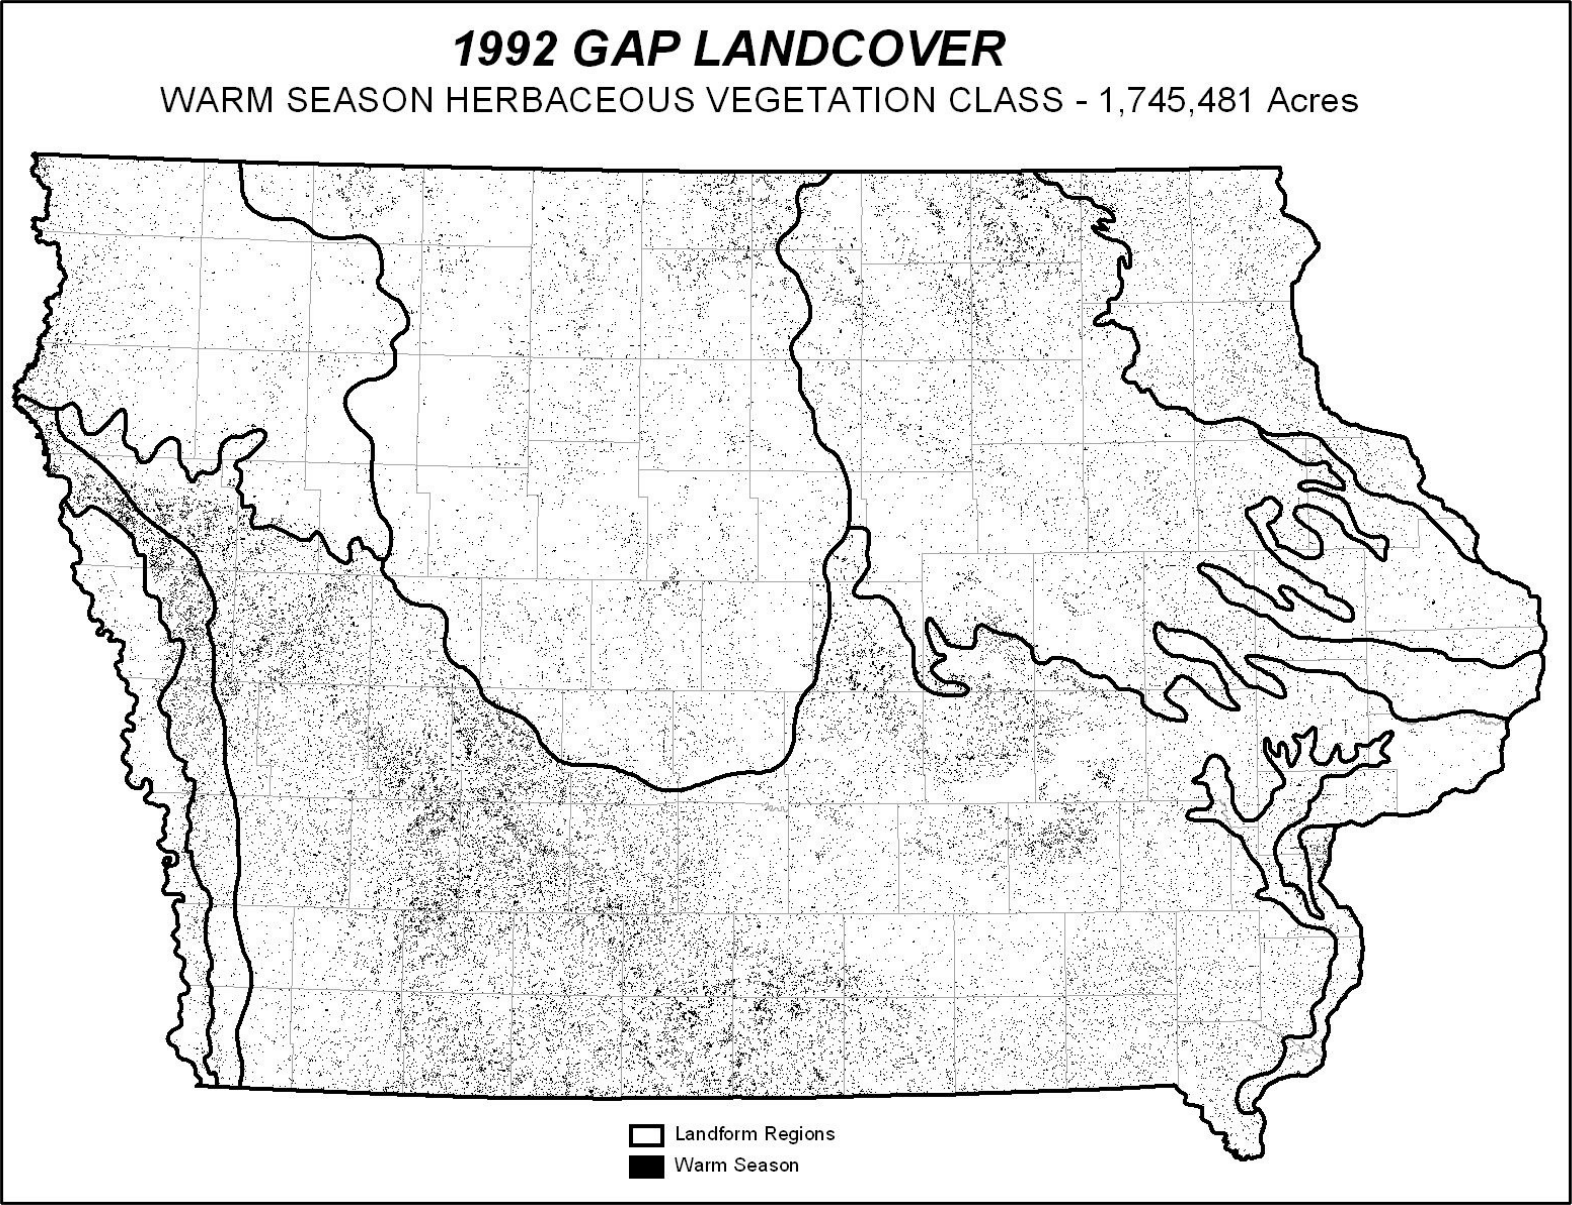 1992 GAP LANDCOVER
WARM SEASON HERBACEOUS VEGETATION CLASS - 1,745,481 Acres
Landform Regions
Warm Season